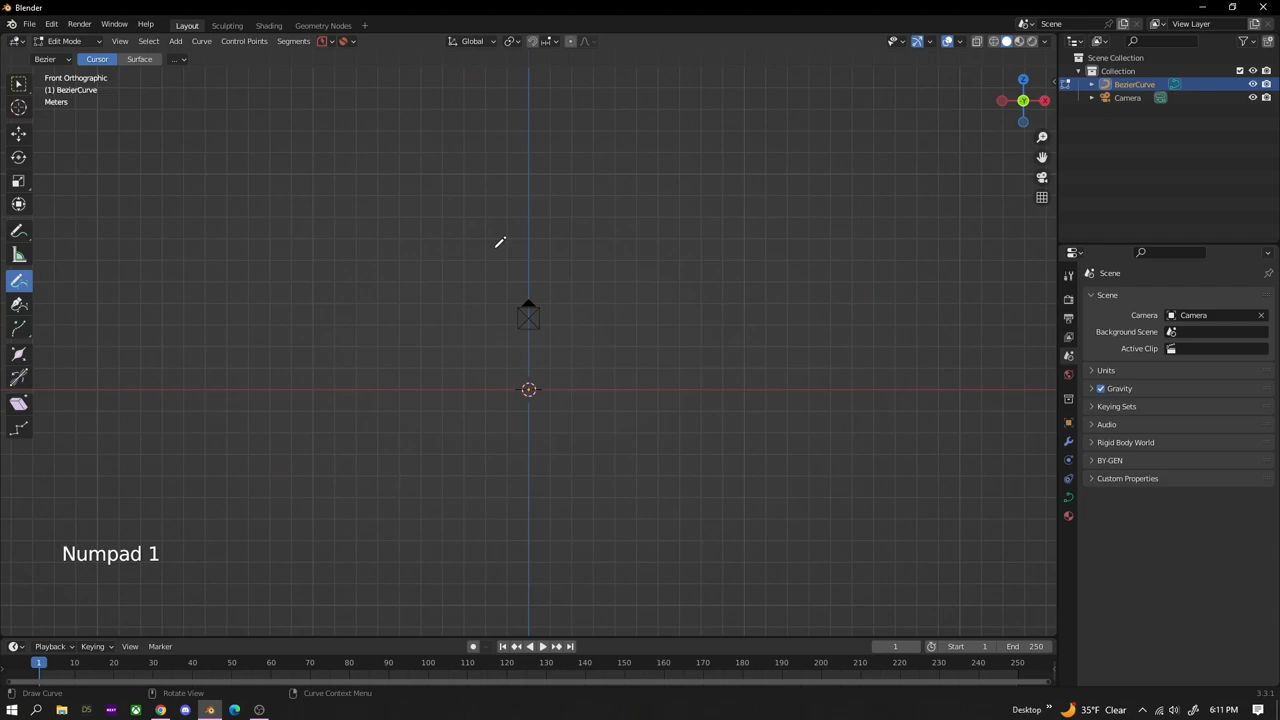 Blender
File Edit Render Window Help Layout Sculpting Shading Geometry Nodes + Scene View Layer
Edit Mode View Select Add Curve Control Points Segments Global
Bezier Cursor Surface ...
Front Orthographic
(1) BezierCurve
Meters
Z
Y
X
Scene Collection
Collection
BezierCurve
Camera
Scene
Scene
Camera Camera
Background Scene
Active Clip
Units
Gravity
Keying Sets
Audio
Rigid Body World
BY-GEN
Custom Properties
Numpad 1
Playback Keying View Marker 1 Start 1 End 250
1 10 20 30 40 50 60 70 80 90 100 110 120 130 140 150 160 170 180 190 200 210 220 230 240 250
Draw Curve Rotate View Curve Context Menu 3.3.1
Desktop 35°F Clear 6:11 PM